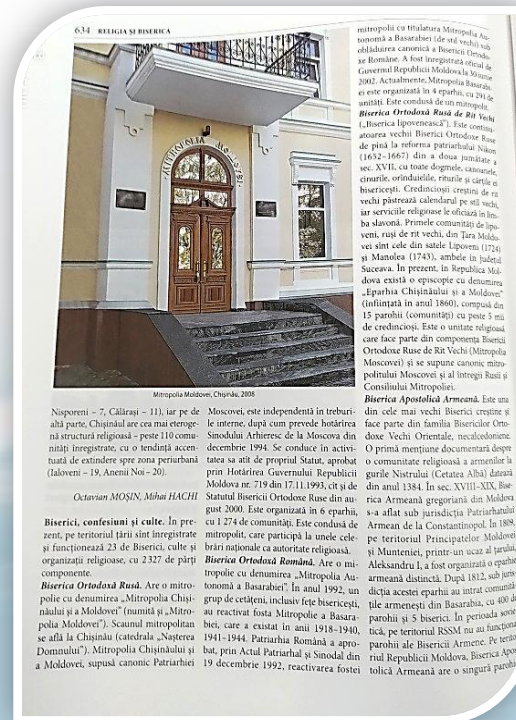 634 RELIGIA ȘI BISERICA
MITROPOLIA MOLDOVEI
Mitropolia Moldovei, Chișinău, 2008
Nisporeni – 7, Călărași – 11), iar pe de
altă parte, Chișinăul are cea mai eteroge-
nă structură religioasă – peste 110 comu-
nități înregistrate, cu o tendință accen-
tuată de extindere spre zona periurbană
(Ialoveni – 19, Anenii Noi – 20).
Octavian MOȘIN, Mihai HACHI
Biserici, confesiuni și culte. În pre-
zent, pe teritoriul țării sînt înregistrate
și funcționează 23 de Biserici, culte și
organizații religioase, cu 2327 de părți
componente.
Biserica Ortodoxă Rusă. Are o mitro-
polie cu denumirea „Mitropolia Chiși-
năului și a Moldovei” (numită și „Mitro-
polia Moldovei”). Scaunul mitropolitan
se află la Chișinău (catedrala „Nașterea
Domnului”). Mitropolia Chișinăului și
a Moldovei, supusă canonic Patriarhiei
Moscovei, este independentă în treburi-
le interne, după cum prevede hotărîrea
Sinodului Arhieresc de la Moscova din
decembrie 1994. Se conduce în activi-
tatea sa atît de propriul Statut, aprobat
prin Hotărîrea Guvernului Republicii
Moldova nr. 719 din 17.11.1993, cît și de
Statutul Bisericii Ortodoxe Ruse din au-
gust 2000. Este organizată în 6 eparhii,
cu 1 274 de comunități. Este condusă de
mitropolit, care participă la unele cele-
brări naționale ca autoritate religioasă.
Biserica Ortodoxă Română. Are o mi-
tropolie cu denumirea „Mitropolia Au-
tonomă a Basarabiei”. În anul 1992, un
grup de cetățeni, inclusiv fețe bisericești,
au reactivat fosta Mitropolie a Basara-
biei, care a existat în anii 1918–1940,
1941–1944. Patriarhia Română a apro-
bat, prin Actul Patriarhal și Sinodal din
19 decembrie 1992, reactivarea fostei
mitropolii cu titulatura Mitropolia Au-
tonomă a Basarabiei (de stil vechi) sub
oblăduirea canonică a Bisericii Ortodo-
xe Române. A fost înregistrată oficial de
Guvernul Republicii Moldova la 30 iunie
2002. Actualmente, Mitropolia Basarabi-
ei este organizată în 4 eparhii, cu 291 de
unități. Este condusă de un mitropolit.
Biserica Ortodoxă Rusă de Rit Vechi
(„Biserica lipovenească”). Este continu-
atoarea vechii Biserici Ortodoxe Ruse
de pînă la reforma patriarhului Nikon
(1652–1667) din a doua jumătate a
sec. XVII, cu toate dogmele, canoanele,
cinurile, orînduielile, riturile și cărțile ei
bisericești. Credincioșii creștini de rit
vechi păstrează calendarul pe stil vechi,
iar serviciile religioase le oficiază în lim-
ba slavonă. Primele comunități de lipo-
veni, ruși de rit vechi, din Țara Moldo-
vei sînt cele din satele Lipoveni (1724)
și Manolea (1743), ambele în județul
Suceava. În prezent, în Republica Mol-
dova există o episcopie cu denumirea
„Eparhia Chișinăului și a Moldovei”
(înființată în anul 1860), compusă din
15 parohii (comunități) cu peste 5 mii
de credincioși. Este o unitate religioasă
care face parte din componența Bisericii
Ortodoxe Ruse de Rit Vechi (Mitropolia
Moscovei) și se supune canonic mitro-
politului Moscovei și al întregii Rusii și
Consiliului Mitropoliei.
Biserica Apostolică Armeană. Este una
din cele mai vechi Biserici creștine și
face parte din familia Bisericilor Orto-
doxe Vechi Orientale, necalcedoniene.
O primă mențiune documentară despre
o comunitate religioasă a armenilor la
gurile Nistrului (Cetatea Albă) datează
din anul 1384. În sec. XVIII–XIX, Bise-
rica Armeană gregoriană din Moldova
s-a aflat sub jurisdicția Patriarhatului
Armean de la Constantinopol. În 1809,
pe teritoriul Principatelor Moldovei
și Munteniei, printr-un ucaz al țarului
Aleksandru I, a fost organizată o eparhie
armeană distinctă. După 1812, sub juris-
dicția acestei eparhii au intrat comunită-
țile armenești din Basarabia, cu 400 de
parohii și 5 biserici. În perioada sovie-
tică, pe teritoriul RSSM nu au funcționat
parohii ale Bisericii Armene. Pe terito-
riul Republicii Moldova, Biserica Apos-
tolică Armeană are o singură parohie